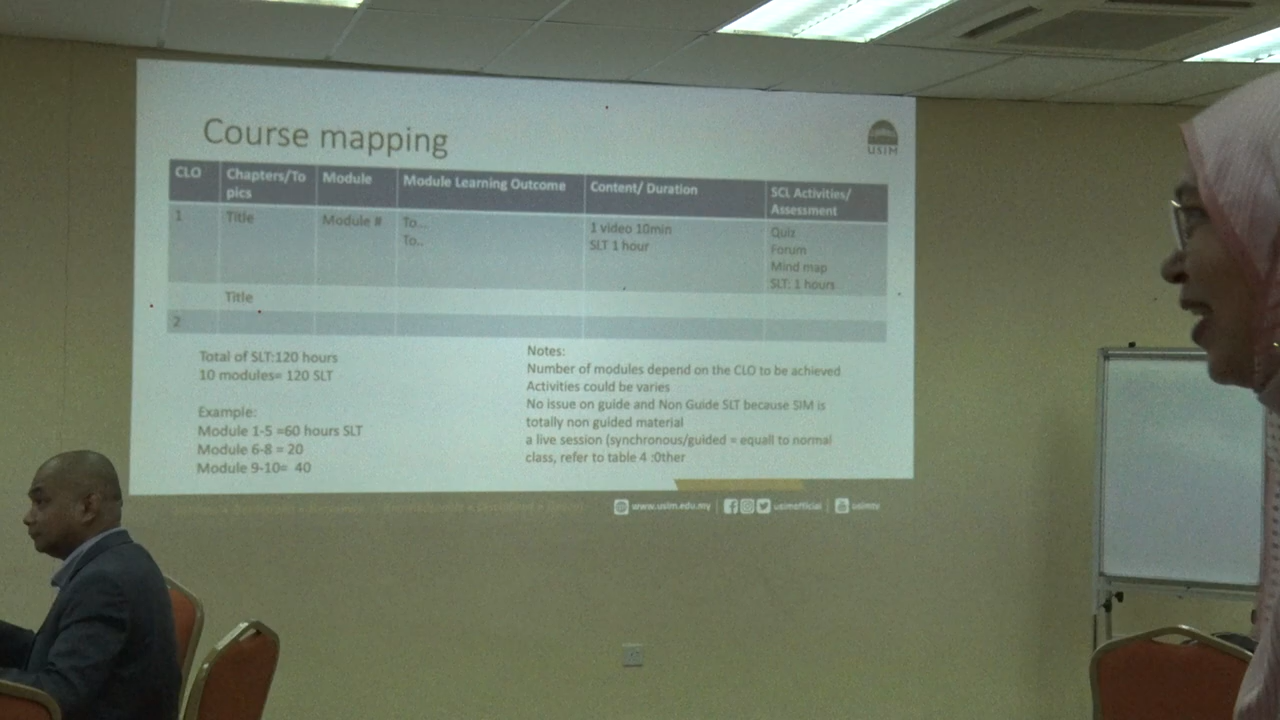 Course mapping
USIM
CLO
Chapters/To
pics
Module
Module Learning Outcome
Content/ Duration
SCL Activities/
Assessment
1
Title
Module #
To...
To..
1 video 10min
SLT 1 hour
Quiz
Forum
Mind map
SLT: 1 hours
Title
2
Total of SLT:120 hours
10 modules= 120 SLT
Example:
Module 1-5 =60 hours SLT
Module 6-8 = 20
Module 9-10= 40
Notes:
Number of modules depend on the CLO to be achieved
Activities could be varies
No issue on guide and Non Guide SLT because SIM is
totally non guided material
a live session (synchronous/guided = equall to normal
class, refer to table 4 :Other
www.usim.edu.my
usimofficial
usimtv